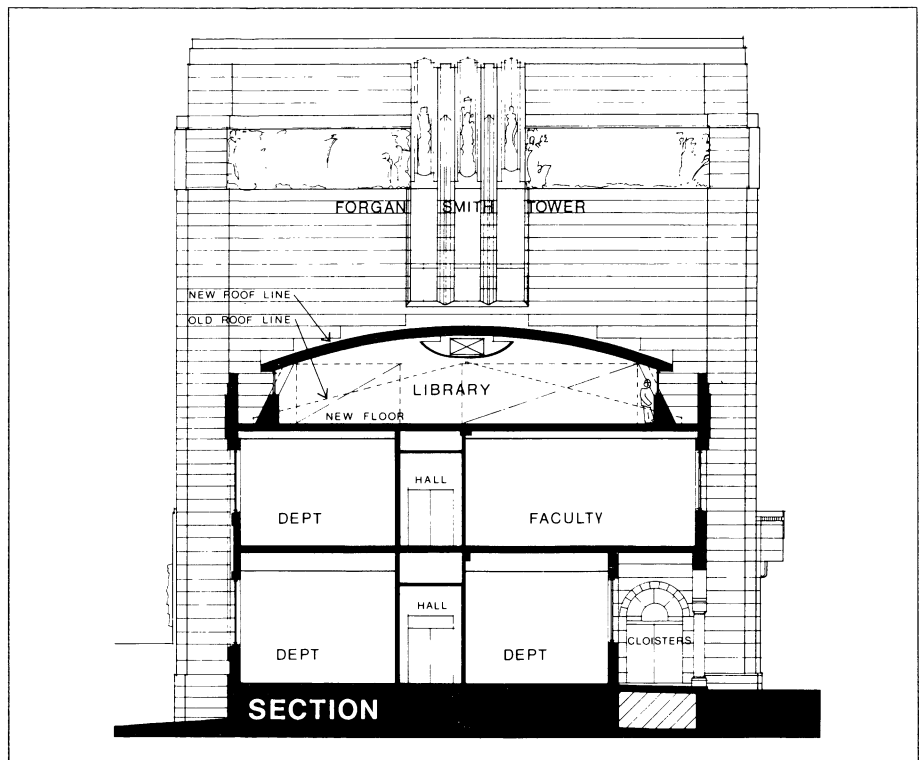 FORGAN SMITH TOWER
NEW ROOF LINE
OLD ROOF LINE
LIBRARY
NEW FLOOR
HALL
DEPT
FACULTY
HALL
DEPT
DEPT
CLOISTERS
SECTION